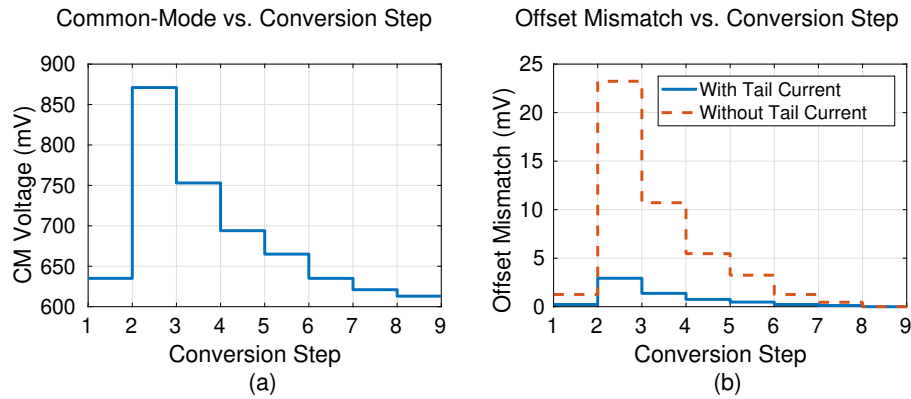 Common-Mode vs. Conversion Step
900
850
800
750
700
650
600
CM Voltage (mV)
1 2 3 4 5 6 7 8 9
Conversion Step
(a)
Offset Mismatch vs. Conversion Step
25
20
15
10
5
0
Offset Mismatch (mV)
With Tail Current
Without Tail Current
1 2 3 4 5 6 7 8 9
Conversion Step
(b)